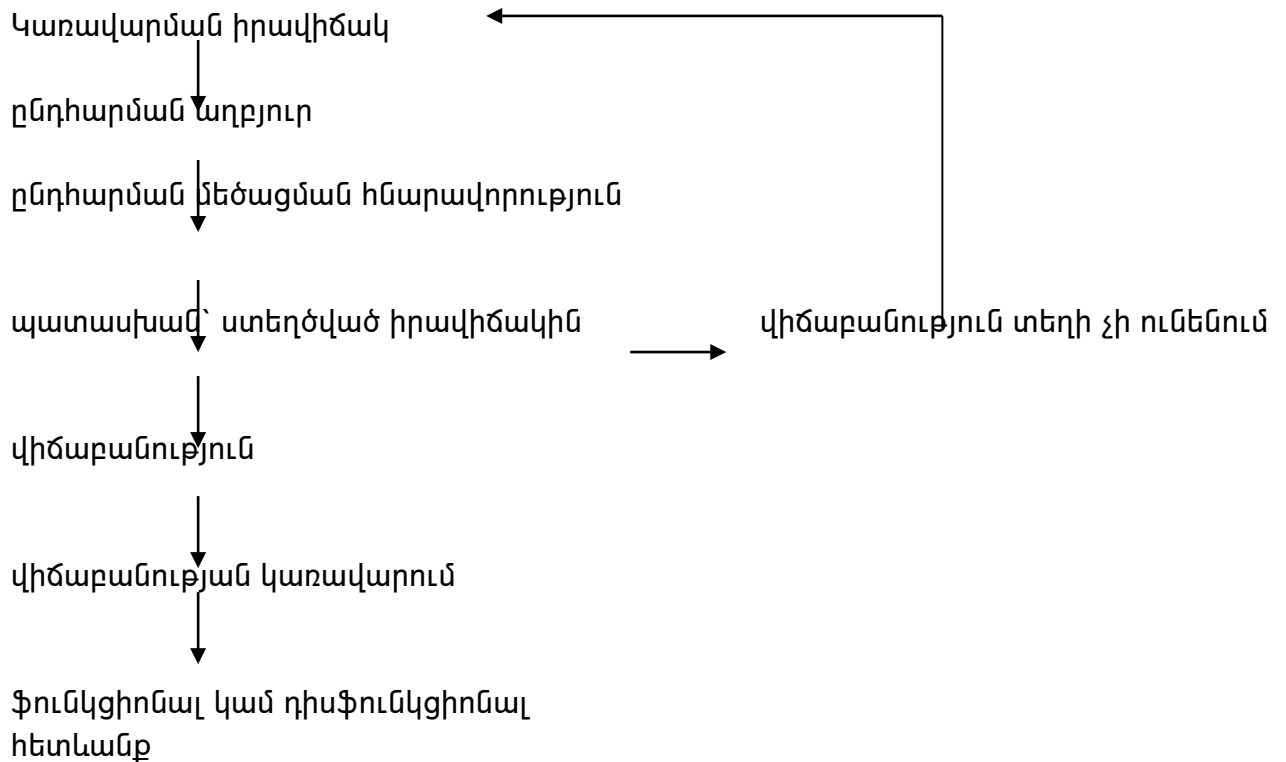 Կառավարման իրավիճակ
ընդհարման աղբյուր
ընդհարման մեծացման հնարավորություն
պատասխան՝ ստեղծված իրավիճակին վիճաբանություն տեղի չի ունենում
վիճաբանություն
վիճաբանության կառավարում
ֆունկցիոնալ կամ դիսֆունկցիոնալ
հետևանք